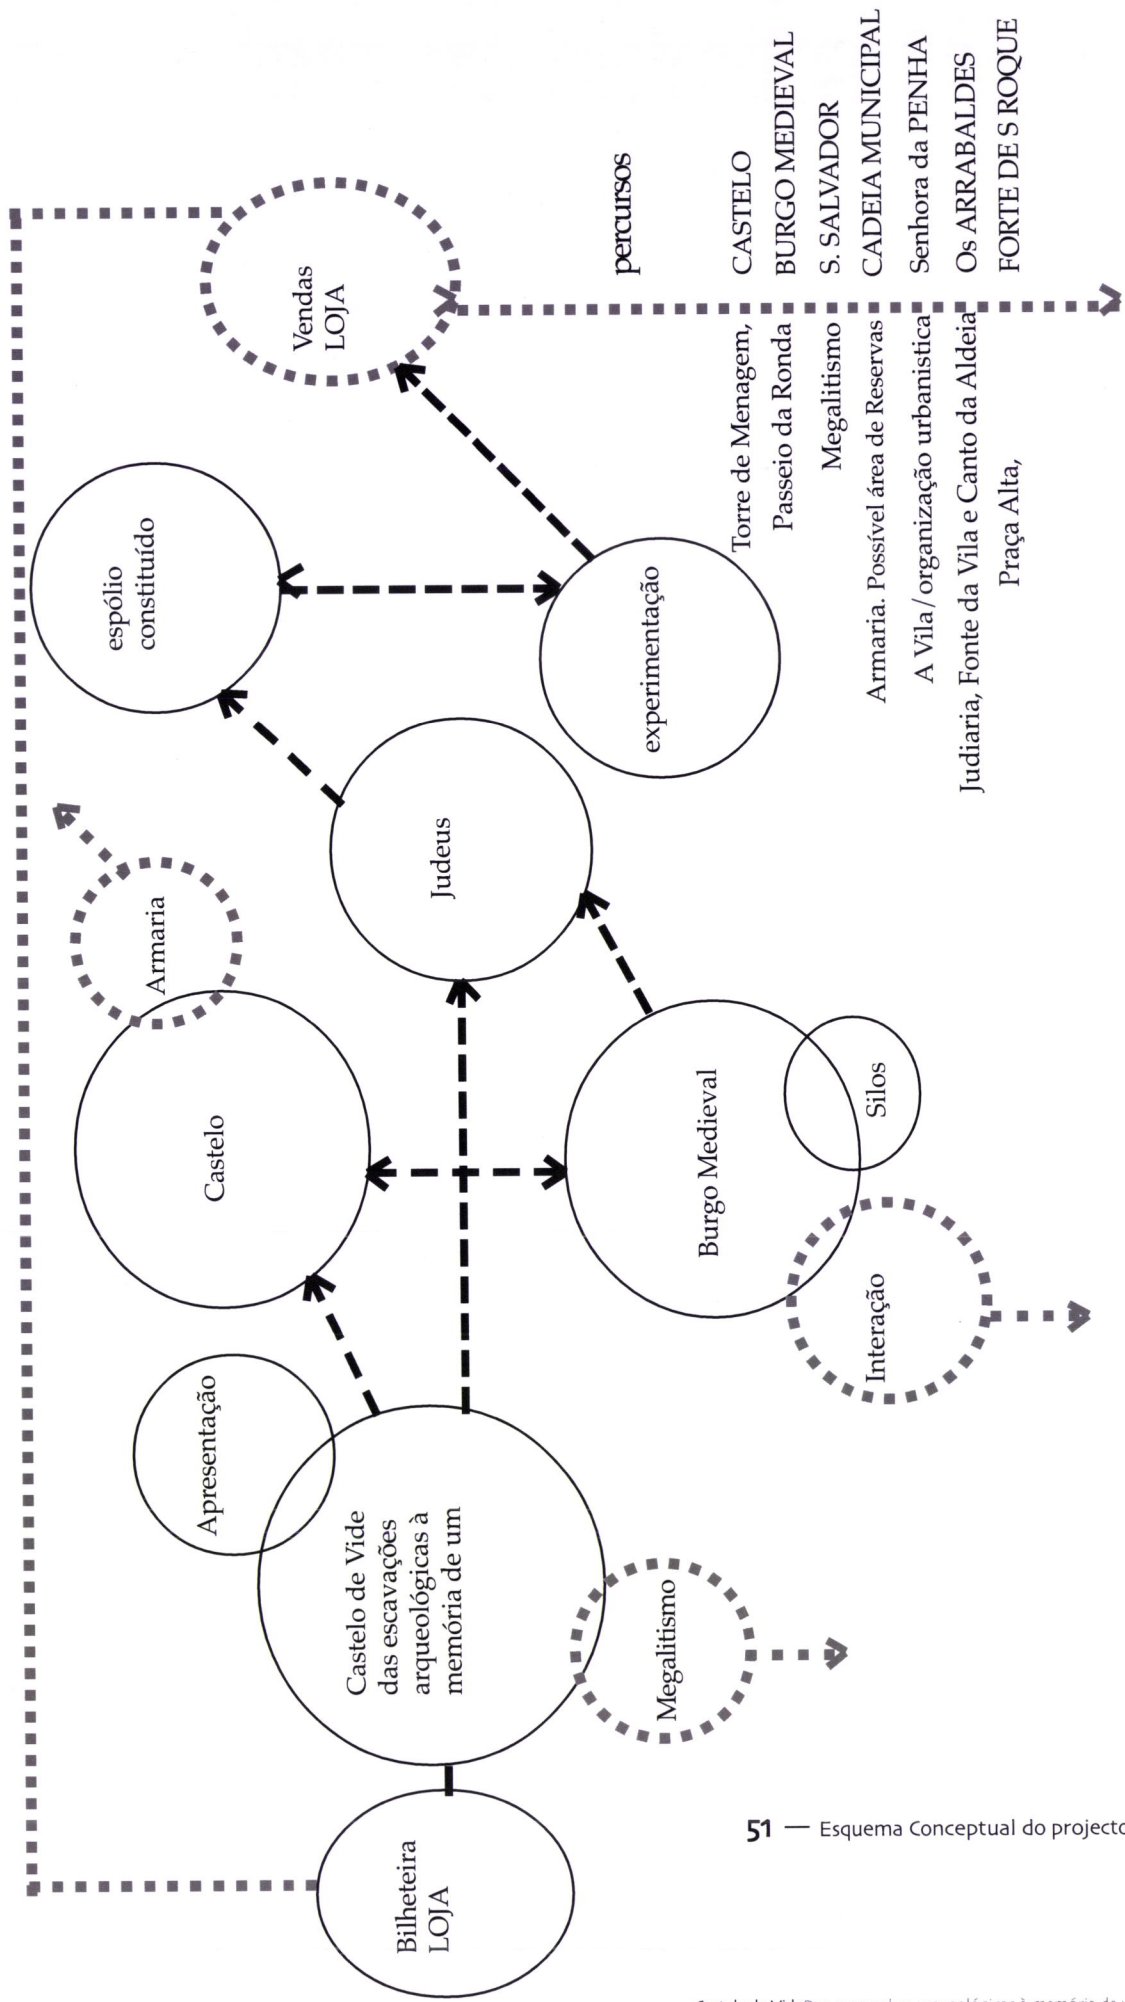 Bilheteira
LOJA
Castelo de Vide
das escavações
arqueológicas à
memória de um
Apresentação
Megalitismo
Castelo
Armaria
Burgo Medieval
Silos
Interação
Judeus
espólio
constituído
experimentação
Vendas
LOJA
percursos
Torre de Menagem, CASTELO
Passeio da Ronda BURGO MEDIEVAL
Megalitismo S. SALVADOR
Armaria. Possível área de Reservas CADEIA MUNICIPAL
A Vila/organização urbanistica Senhora da PENHA
Judiaria, Fonte da Vila e Canto da Aldeia Os ARRABALDES
Praça Alta, FORTE DE S ROQUE
51 — Esquema Conceptual do projecto